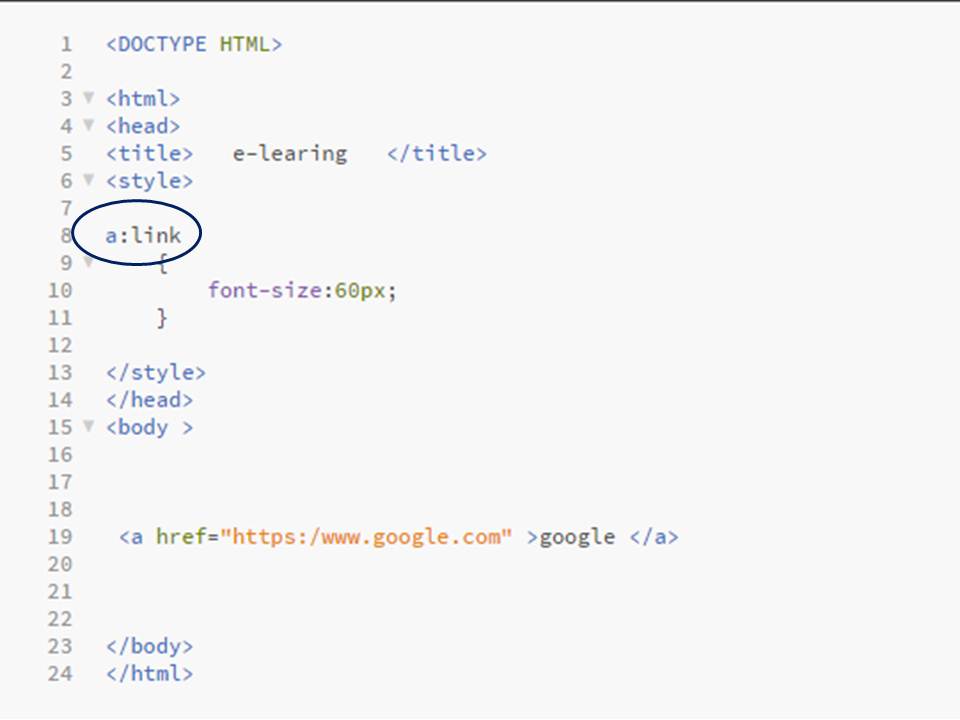 1 <DOCTYPE HTML>
2
3 <html>
4 <head>
5 <title> e-learing </title>
6 <style>
7
8 a:link
9 {
10 font-size:60px;
11 }
12
13 </style>
14 </head>
15 <body >
16
17
18
19 <a href="https:/www.google.com" >google </a>
20
21
22
23 </body>
24 </html>